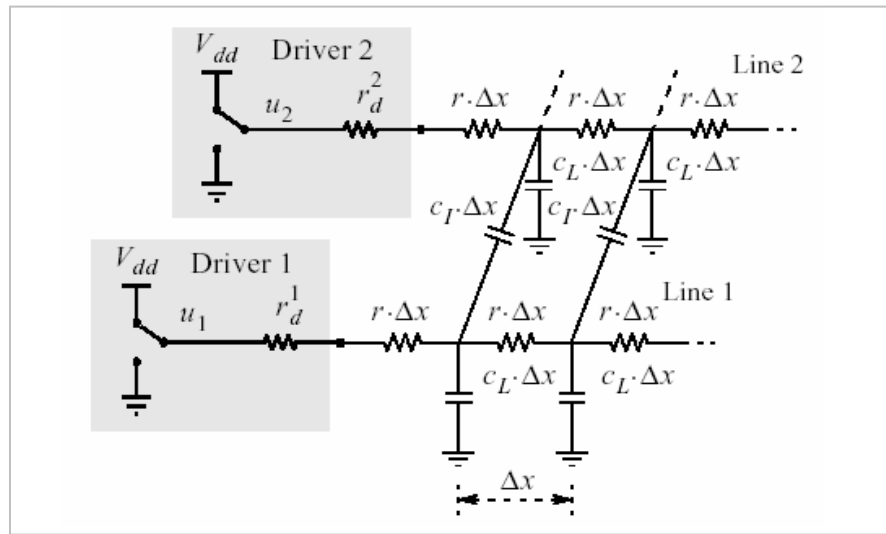 V_dd Driver 2
u_2 r_d^2
Line 2
r·Δx r·Δx r·Δx
c_L·Δx c_L·Δx
c_I·Δx c_I·Δx
V_dd Driver 1
u_1 r_d^1
Line 1
r·Δx r·Δx r·Δx
c_L·Δx c_L·Δx
Δx